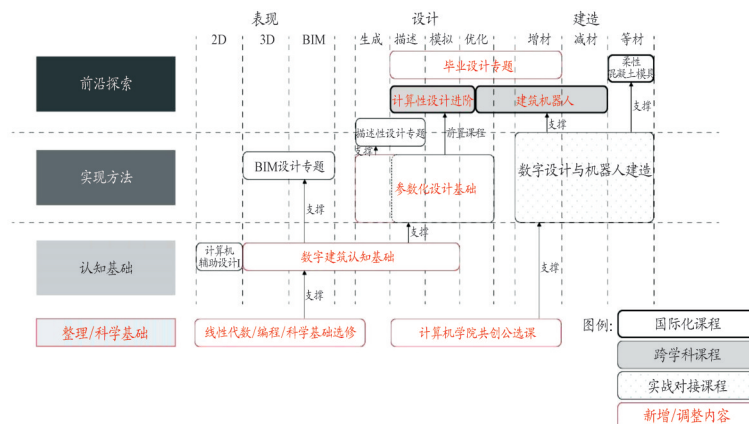 表现
设计
建造
2D
3D
BIM
生成
描述
模拟
优化
增材
减材
等材
前沿探索
毕业设计专题
柔性
混凝土模具
计算性设计进阶
建筑机器人
支撑
描述性设计专题
前置课程
支撑
支撑
实现方法
BIM设计专题
参数化设计基础
数字设计与机器人建造
支撑
支撑
支撑
认知基础
计算机
辅助设计I
数字建筑认知基础
支撑
整理/科学基础
线性代数/编程/科学基础选修
计算机学院共创公选课
图例:
国际化课程
跨学科课程
实战对接课程
新增/调整内容